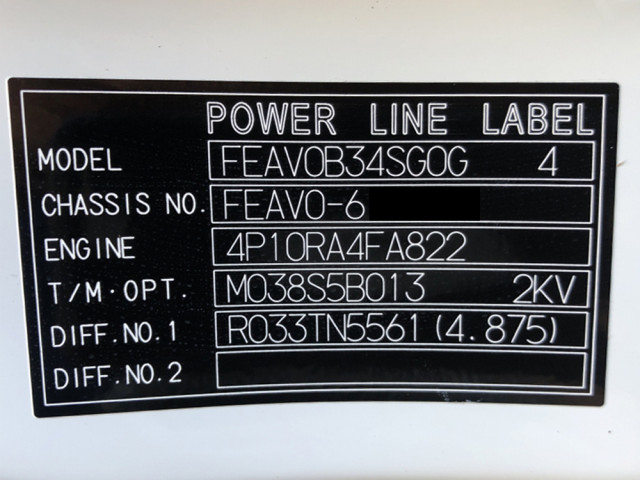 POWER LINE LABEL
MODEL FEAV0B34SG0G 4
CHASSIS NO. FEAV0-6
ENGINE 4P10RA4FA822
T/M·OPT. M038S5B013 2KV
DIFF.NO.1 R033TN5561(4.875)
DIFF.NO.2